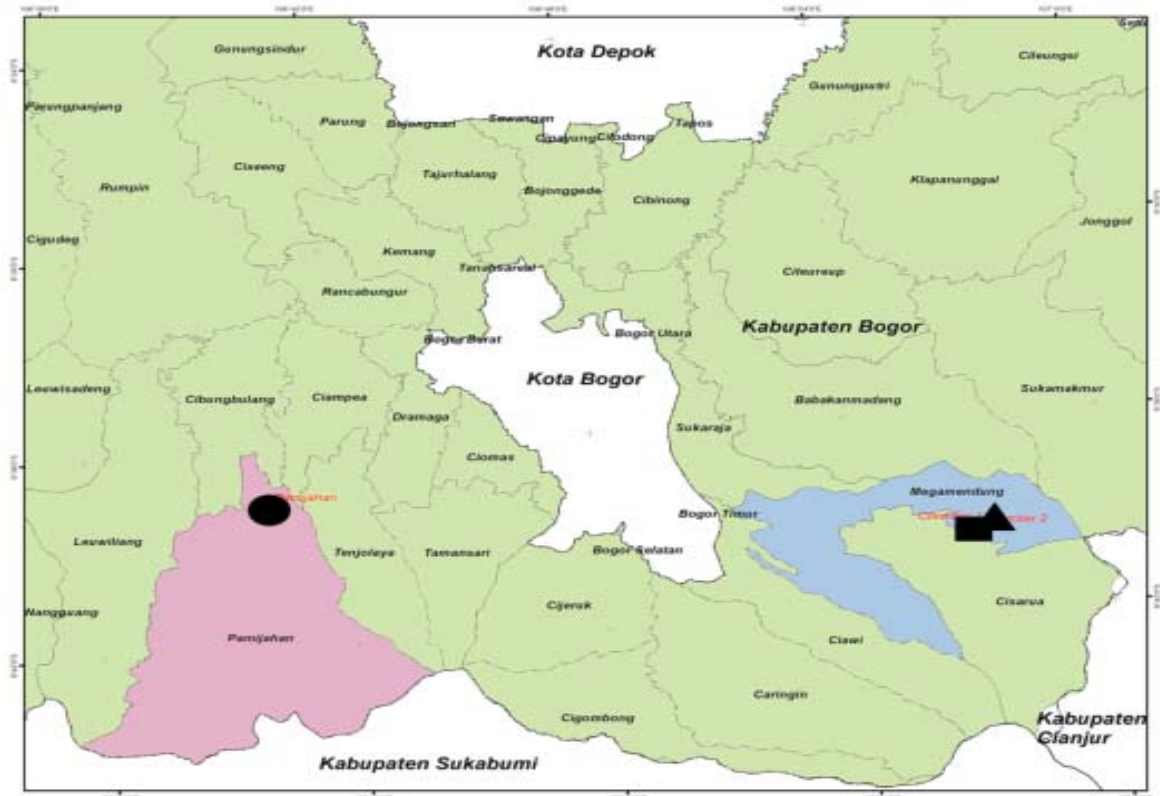 Gunungsindur
Kota Depok
Cileungsi
Gunungputri
Parungpanjang
Parung
Bojongsari
Sawangan
Tapos
Cipayung
Cilodong
Ciseeng
Tajurhalang
Rumpin
Bojonggede
Cibinong
Klapanunggal
Jonggol
Cigudeg
Kemang
Tanahsareal
Citeureup
Rancabungur
Bogor Barat
Bogor Utara
Kabupaten Bogor
Kota Bogor
Leuwisadeng
Cibungbulang
Ciampea
Dramaga
Babakanmadang
Sukamakmur
Sukaraja
Ciomas
Megamendung
Bogor Timur
Leuwiliang
Tenjolaya
Tamansari
Bogor Selatan
Nanggung
Cijeruk
Cisarua
Pamijahan
Ciawi
Caringin
Cigombong
Kabupaten
Cianjur
Kabupaten Sukabumi